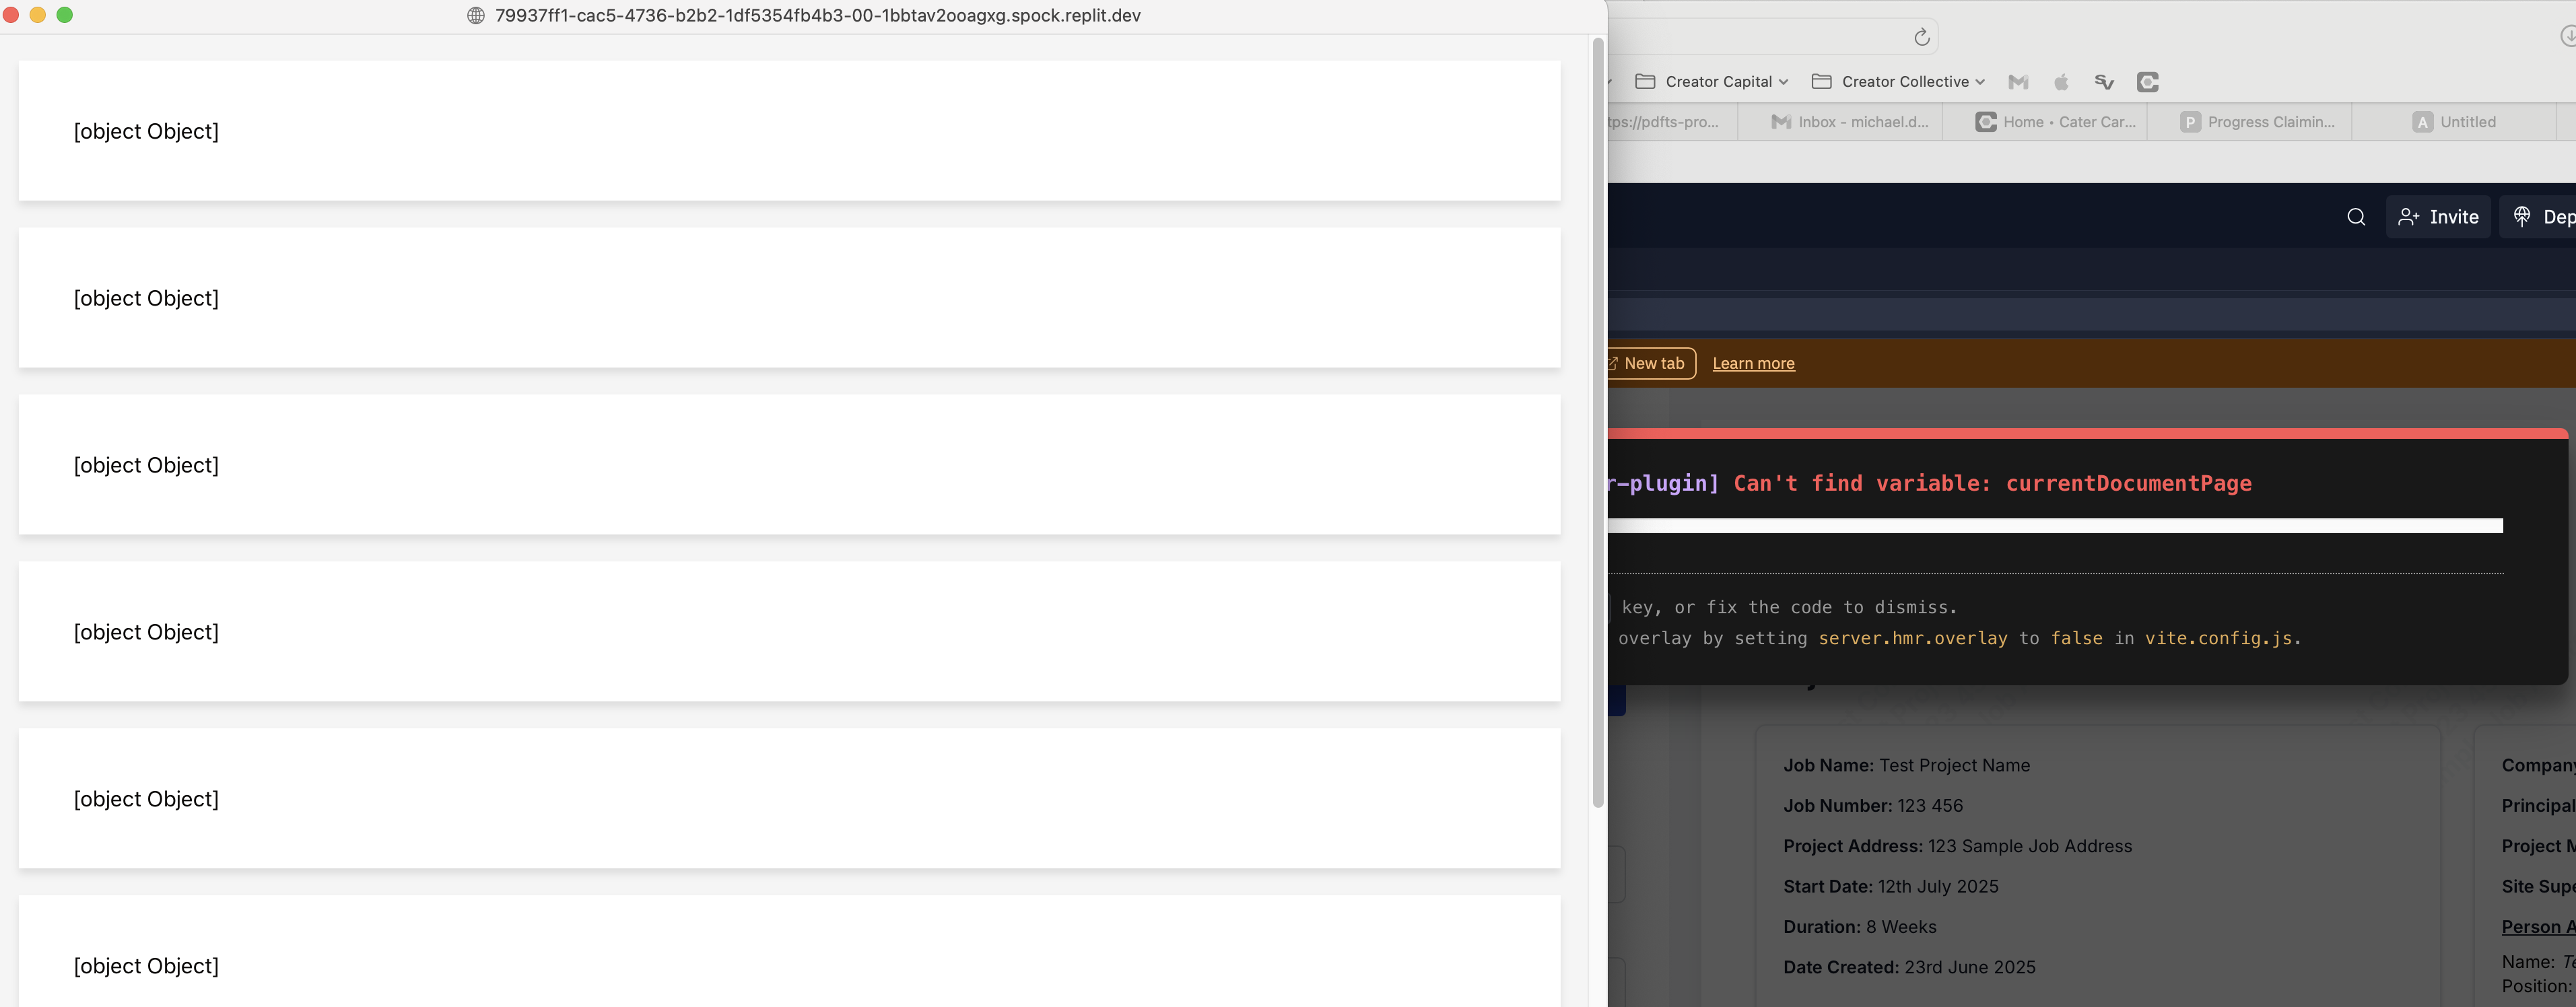 79937ff1-cac5-4736-b2b2-1df5354fb4b3-00-1bbtav2ooagxg.spock.replit.dev
[object Object]
[object Object]
[object Object]
[object Object]
[object Object]
[object Object]
Creator Capital
Creator Collective
tps://pdfts-pro...
Inbox - michael.d...
Home • Cater Car...
P Progress Claimin...
A Untitled
Invite
Dep
New tab
Learn more
r-plugin] Can't find variable: currentDocumentPage
key, or fix the code to dismiss.
overlay by setting server.hmr.overlay to false in vite.config.js.
Job Name: Test Project Name
Job Number: 123 456
Project Address: 123 Sample Job Address
Start Date: 12th July 2025
Duration: 8 Weeks
Date Created: 23rd June 2025
Company
Principal
Project M
Site Supe
Person A
Name: Te
Position: